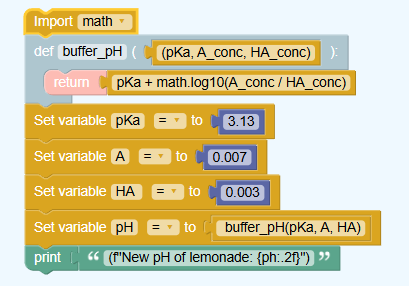 Import math
def buffer_pH ( (pKa, A_conc, HA_conc) ):
return pKa + math.log10(A_conc / HA_conc)
Set variable pKa = to 3.13
Set variable A = to 0.007
Set variable HA = to 0.003
Set variable pH = to buffer_pH(pKa, A, HA)
print “ (f"New pH of lemonade: {ph:.2f}") ”